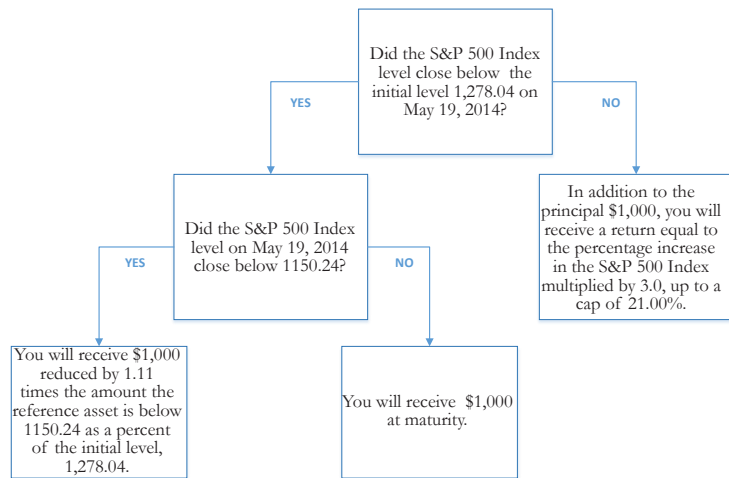 Did the S&P 500 Index
level close below the
initial level 1,278.04 on
May 19, 2014?
YES
NO
Did the S&P 500 Index
level on May 19, 2014
close below 1150.24?
In addition to the
principal $1,000, you will
receive a return equal to
the percentage increase
in the S&P 500 Index
multiplied by 3.0, up to a
cap of 21.00%.
YES
NO
You will receive $1,000
reduced by 1.11
times the amount the
reference asset is below
1150.24 as a percent
of the initial level,
1,278.04.
You will receive $1,000
at maturity.